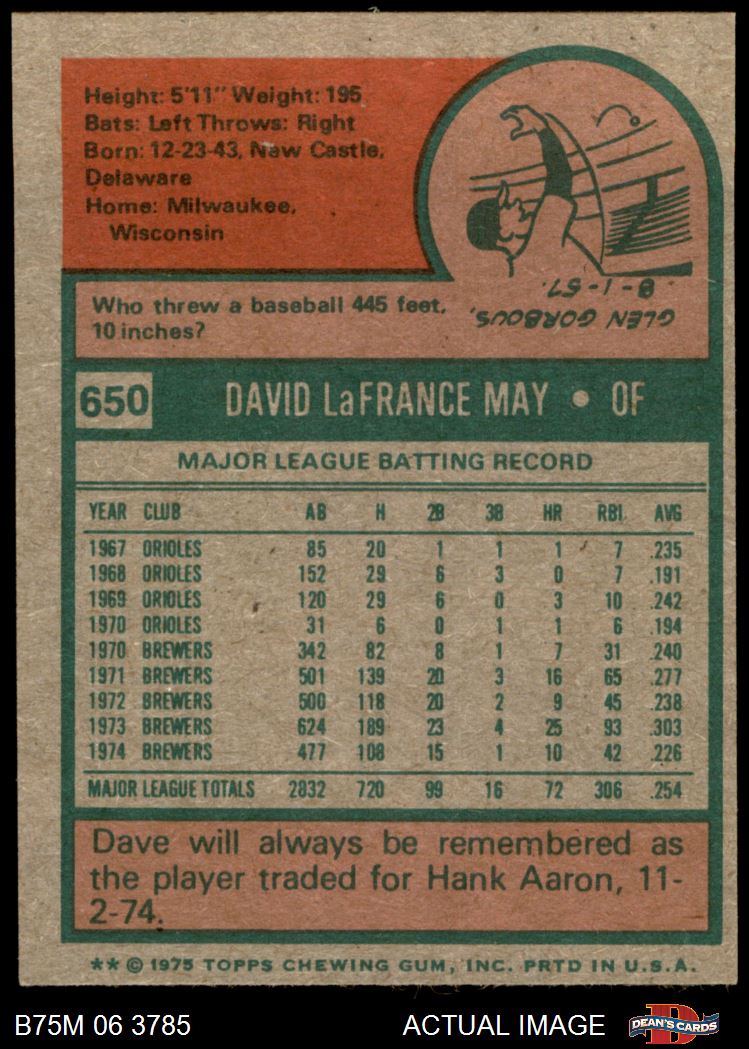 Height: 5'11" Weight: 195
Bats: Left Throws: Right
Born: 12-23-43, New Castle,
Delaware
Home: Milwaukee,
Wisconsin
Who threw a baseball 445 feet,
10 inches?
GLEN GORBOUS,
8-1-57.
650 DAVID LaFRANCE MAY • OF
MAJOR LEAGUE BATTING RECORD
YEAR CLUB AB H 2B 3B HR RBI AVG
1967 ORIOLES 85 20 1 1 1 7 .235
1968 ORIOLES 152 29 6 3 0 7 .191
1969 ORIOLES 120 29 6 0 3 10 .242
1970 ORIOLES 31 6 0 1 1 6 .194
1970 BREWERS 342 82 8 1 7 31 .240
1971 BREWERS 501 139 20 3 16 65 .277
1972 BREWERS 500 118 20 2 9 45 .238
1973 BREWERS 624 189 23 4 25 93 .303
1974 BREWERS 477 108 15 1 10 42 .226
MAJOR LEAGUE TOTALS 2832 720 99 16 72 306 .254
Dave will always be remembered as
the player traded for Hank Aaron, 11-
2-74.
** © 1975 TOPPS CHEWING GUM, INC. PRTD IN U.S.A.
B75M 06 3785 ACTUAL IMAGE DEAN'S CARDS